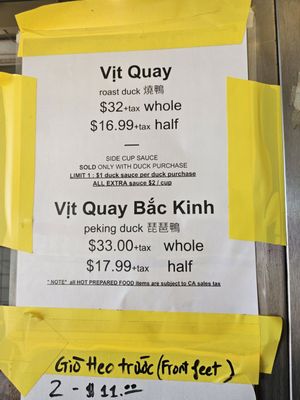 Vịt Quay
roast duck 燒鴨
$32+tax whole
$16.99+tax half
SIDE CUP SAUCE
SOLD ONLY WITH DUCK PURCHASE
LIMIT 1 : $1 duck sauce per duck purchase
ALL EXTRA sauce $2 / cup
Vịt Quay Bắc Kinh
peking duck 琵琶鴨
$33.00+tax whole
$17.99+tax half
*NOTE* all HOT PREPARED FOOD items are subject to CA sales tax
Giò Heo trước (Front feet)
2 - $11.00